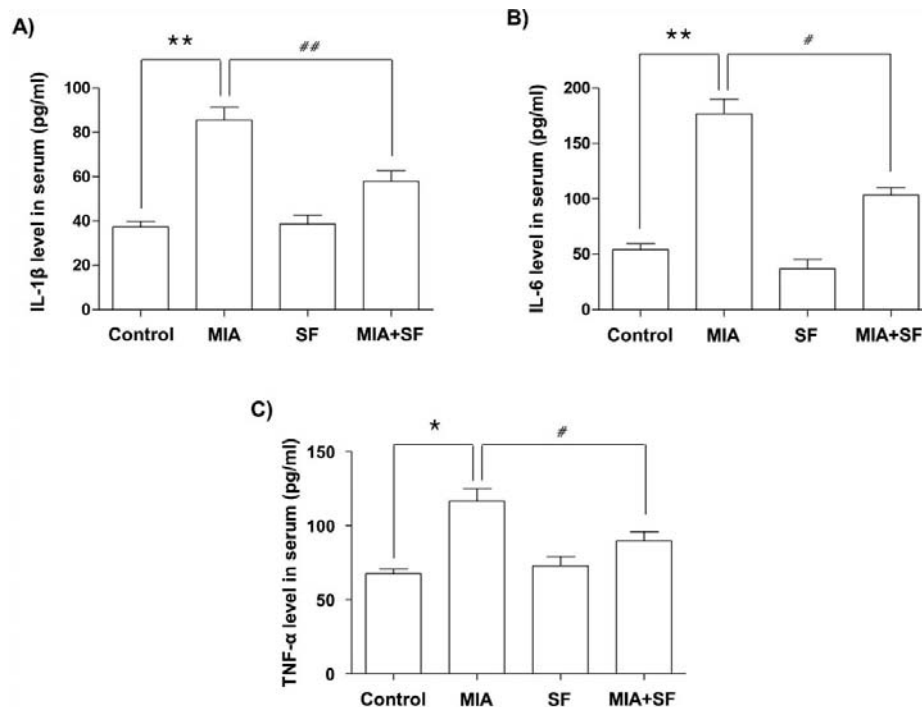 A)
**
##
IL-1β level in serum (pg/ml)
100
80
60
40
20
0
Control MIA SF MIA+SF
B)
**
#
IL-6 level in serum (pg/ml)
200
150
100
50
0
Control MIA SF MIA+SF
C)
*
#
TNF-α level in serum (pg/ml)
150
100
50
0
Control MIA SF MIA+SF